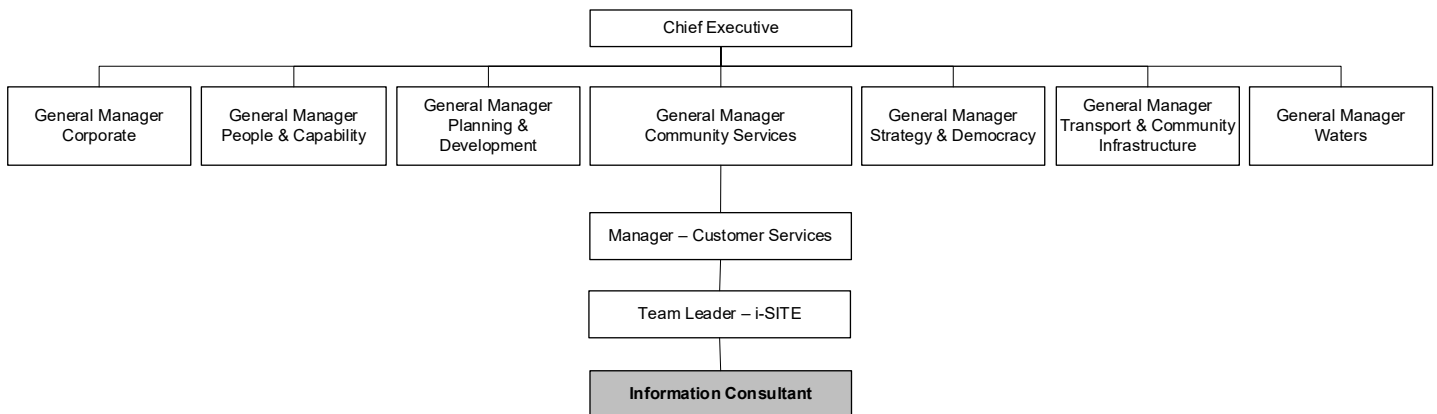 Chief Executive
General Manager
Corporate
General Manager
People & Capability
General Manager
Planning &
Development
General Manager
Community Services
General Manager
Strategy & Democracy
General Manager
Transport & Community
Infrastructure
General Manager
Waters
Manager – Customer Services
Team Leader – i-SITE
Information Consultant